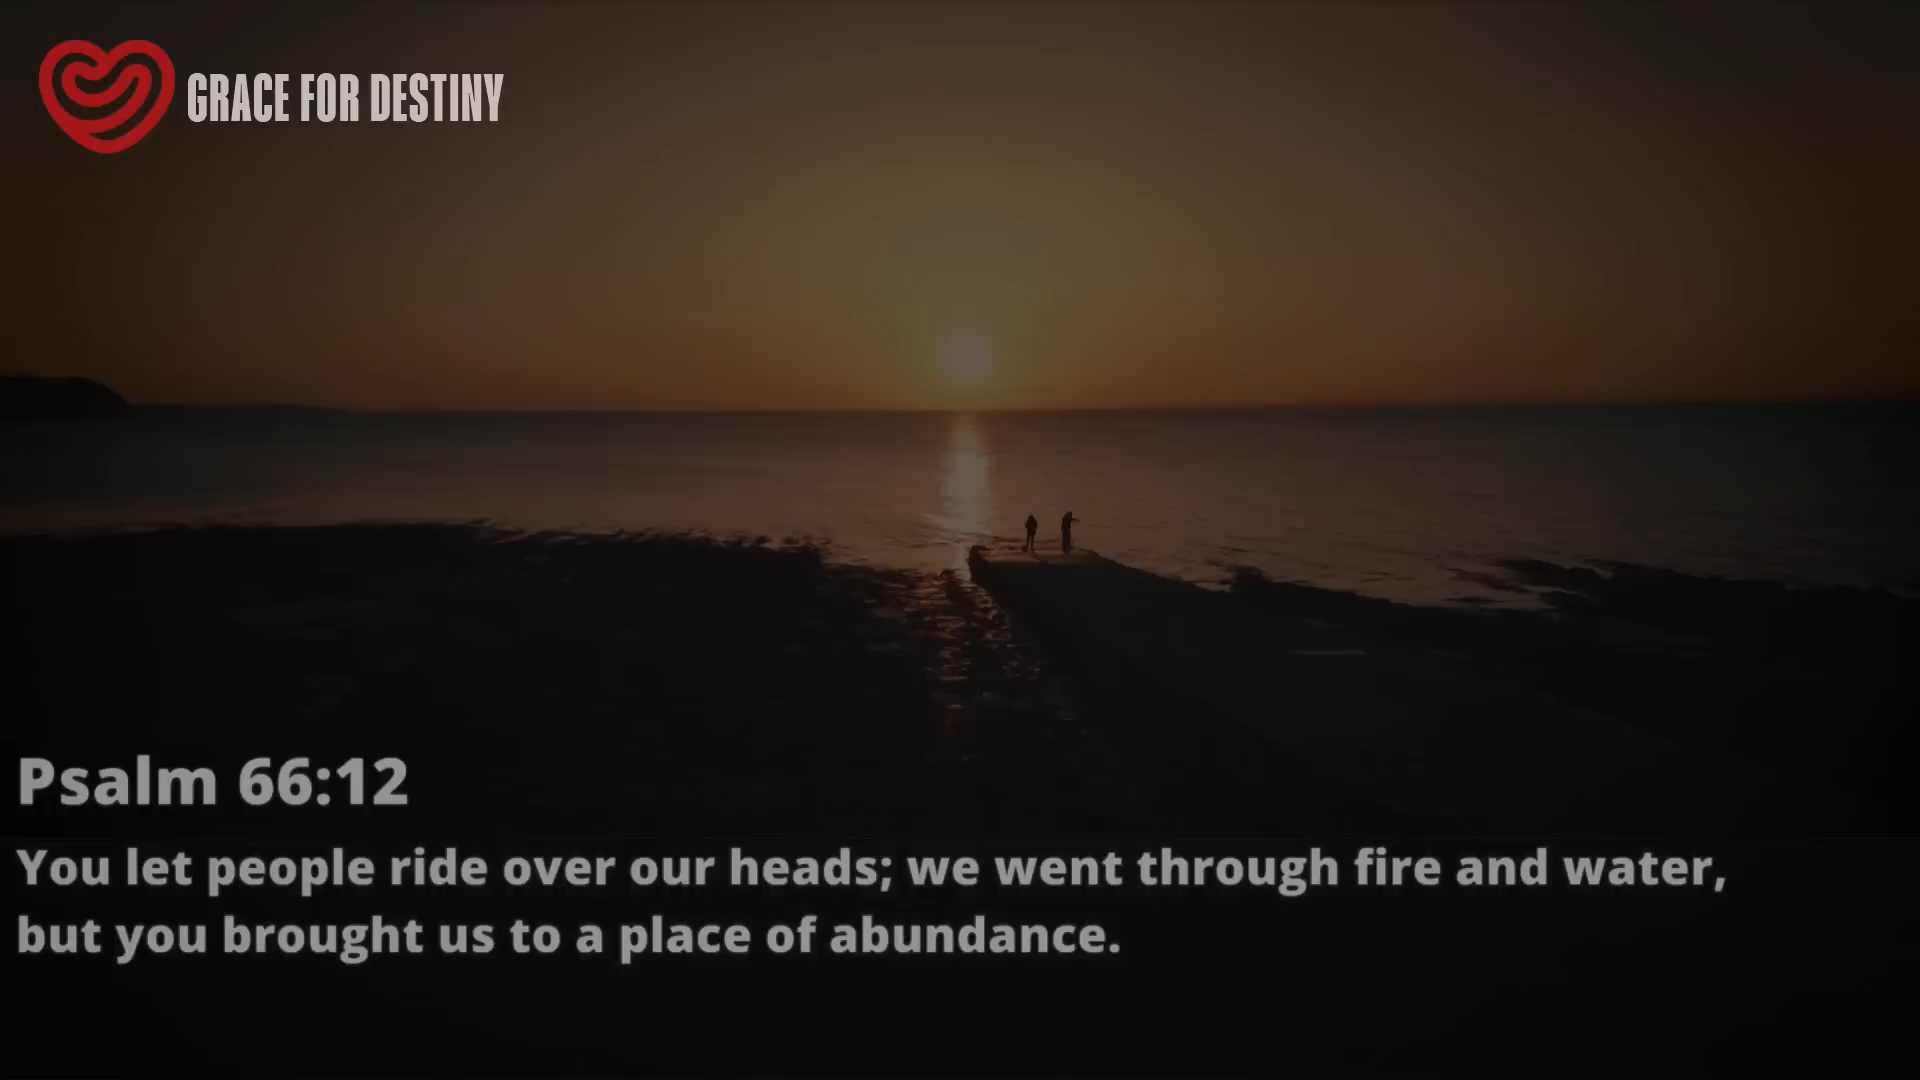 GRACE FOR DESTINY
Psalm 66:12
You let people ride over our heads; we went through fire and water,
but you brought us to a place of abundance.